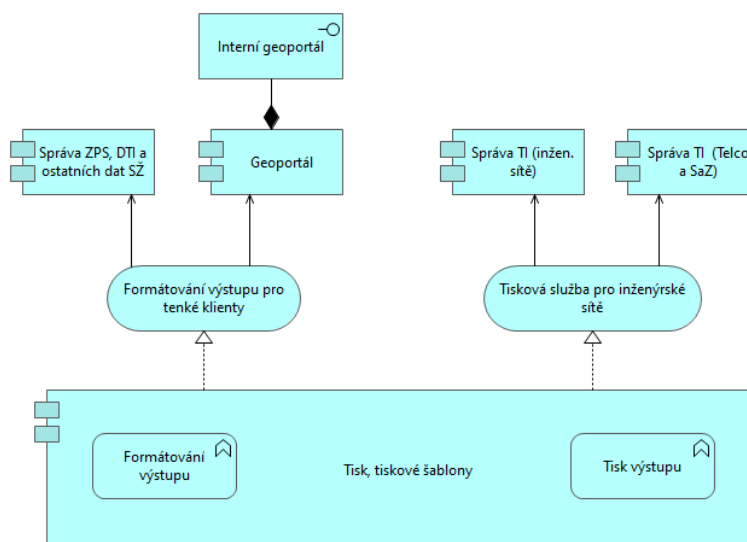 Interní geoportál
Správa ZPS, DTI a
ostatních dat SŽ
Geoportál
Správa TI (inžen.
sítě)
Správa TI (Telco
a SaZ)
Formátování výstupu pro
tenké klienty
Tisková služba pro inženýrské
sítě
Formátování
výstupu
Tisk, tiskové šablony
Tisk výstupu